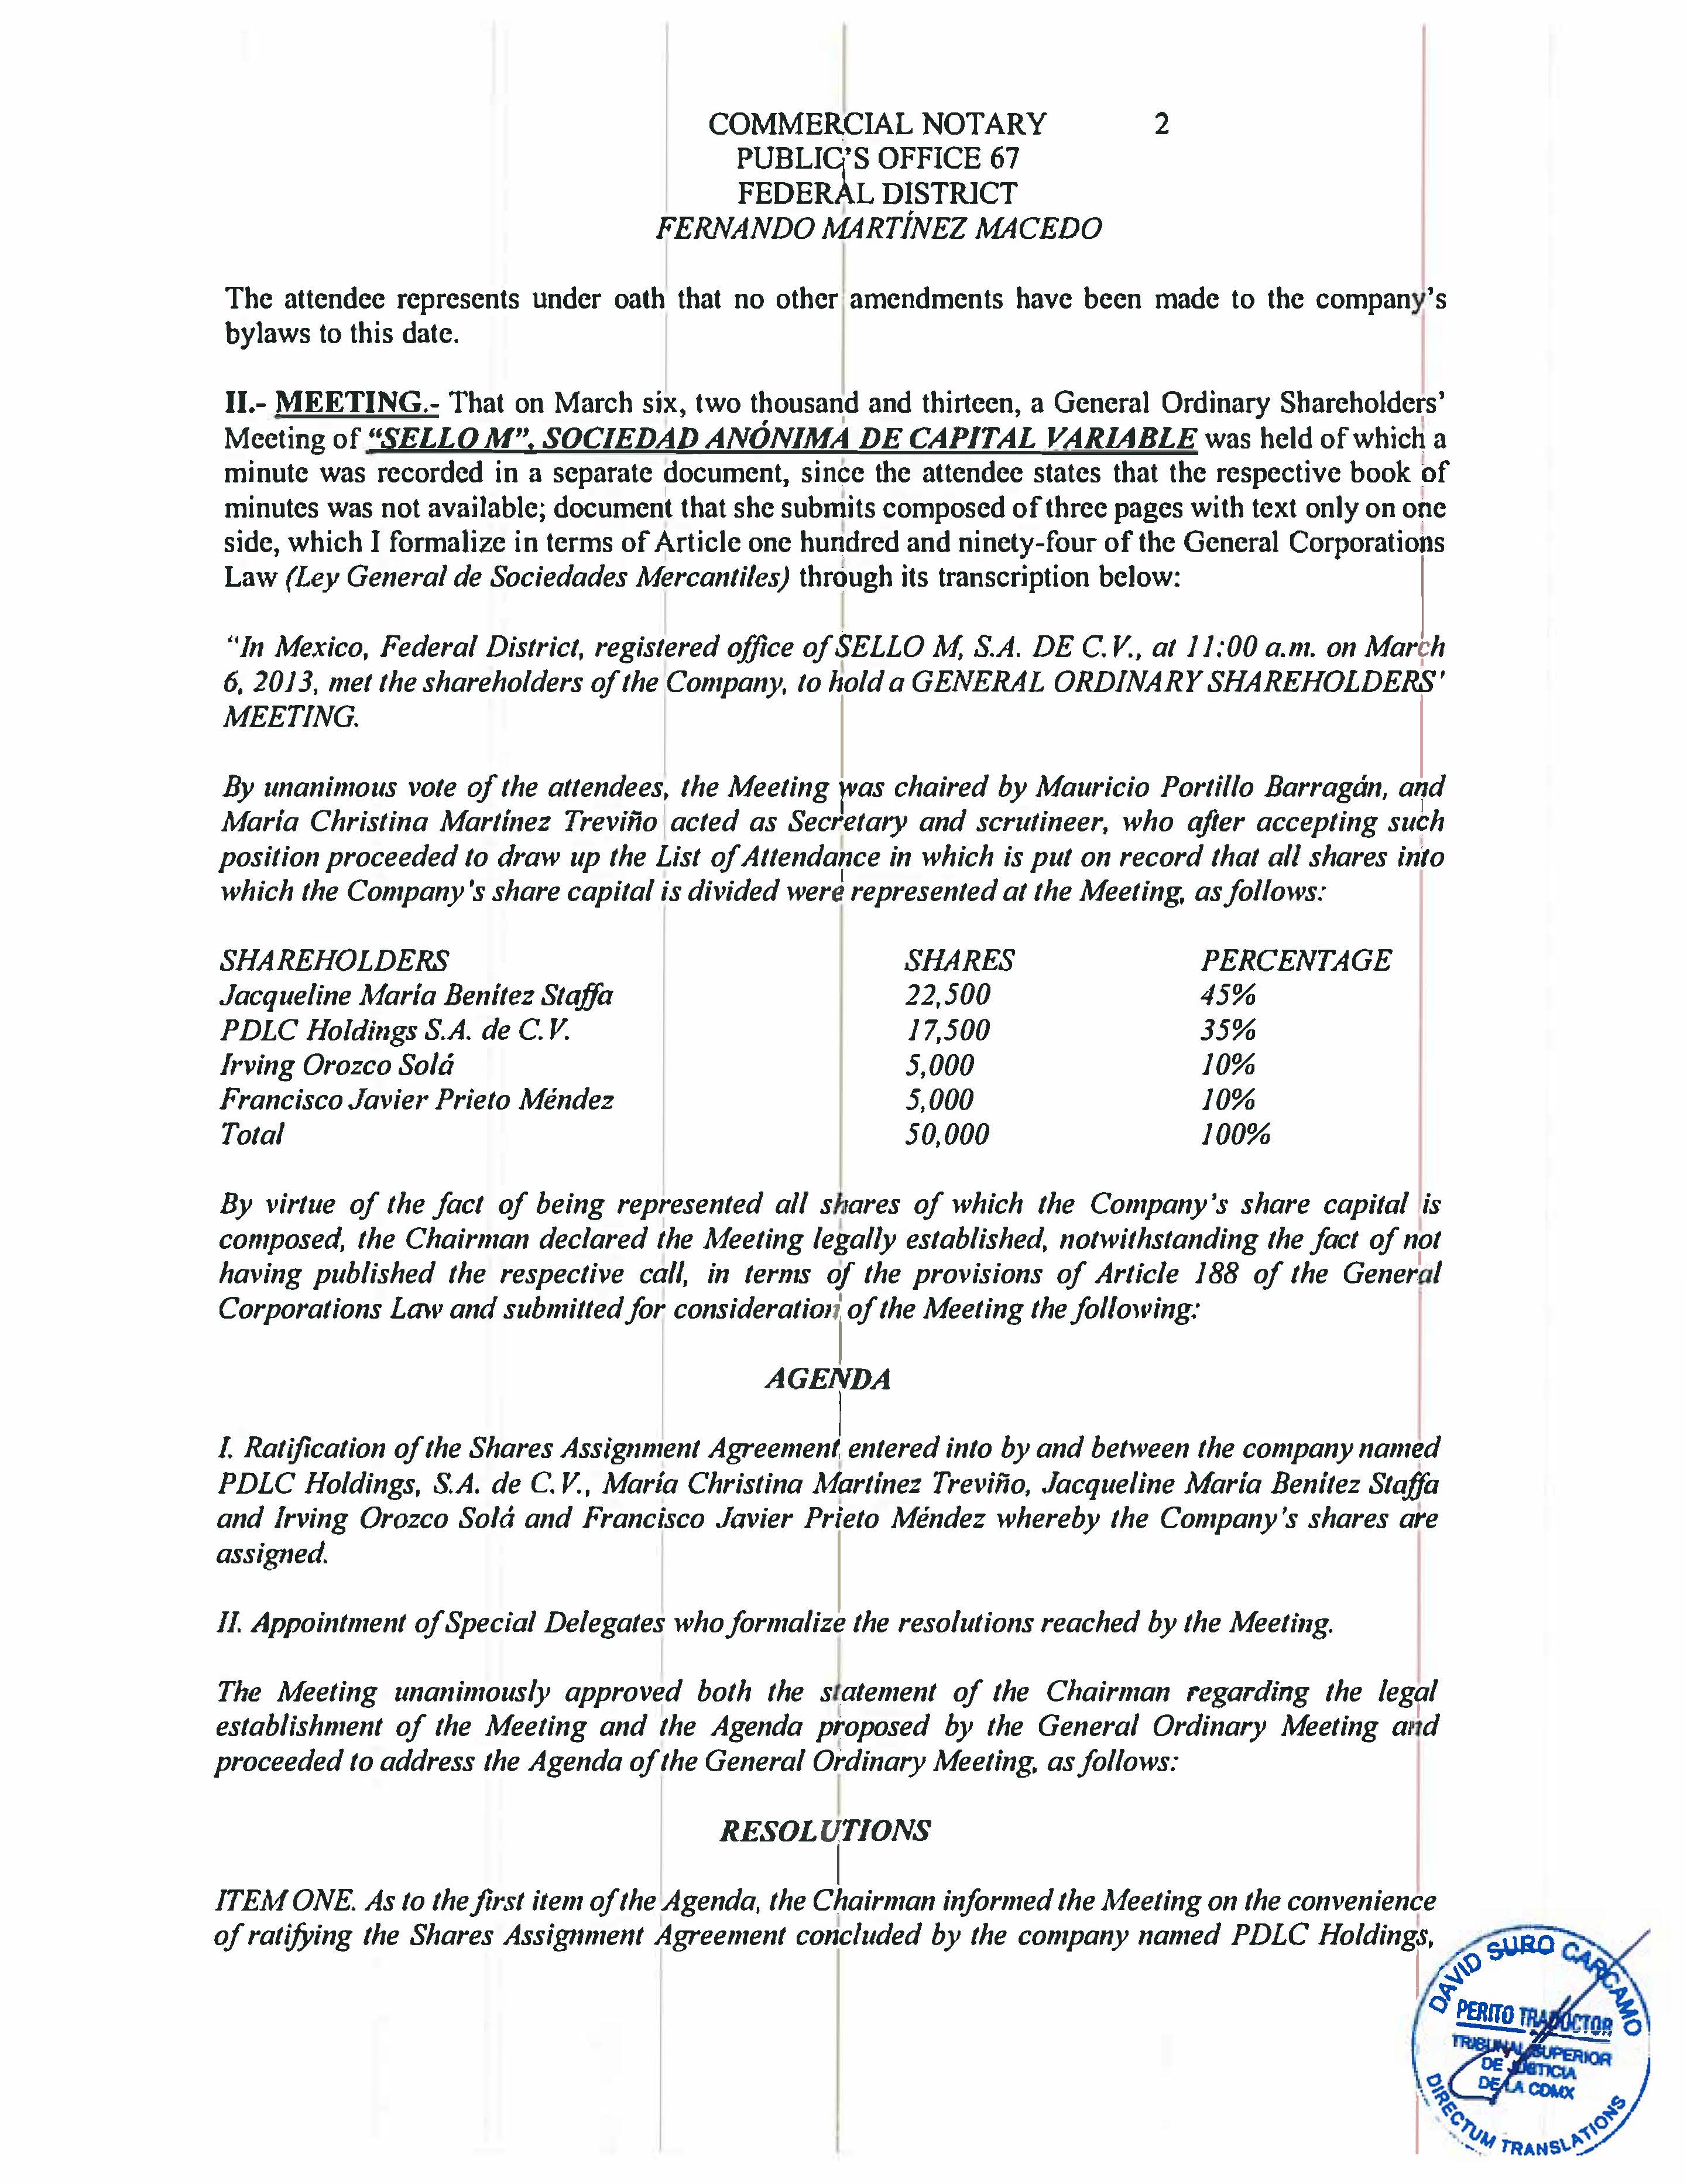 COMMERCIAL NOTARY 2
PUBLIC'S OFFICE 67
FEDERAL DISTRICT
FERNANDO MARTÍNEZ MACEDO
The attendee represents under oath that no other amendments have been made to the company's
bylaws to this date.
II.- MEETING.- That on March six, two thousand and thirteen, a General Ordinary Shareholders'
Meeting of "SELLO M", SOCIEDAD ANÓNIMA DE CAPITAL VARIABLE was held of which a
minute was recorded in a separate document, since the attendee states that the respective book of
minutes was not available; document that she submits composed of three pages with text only on one
side, which I formalize in terms of Article one hundred and ninety-four of the General Corporations
Law (Ley General de Sociedades Mercantiles) through its transcription below:
"In Mexico, Federal District, registered office of SELLO M, S.A. DE C.V., at 11:00 a.m. on March
6, 2013, met the shareholders of the Company, to hold a GENERAL ORDINARY SHAREHOLDERS'
MEETING.
By unanimous vote of the attendees, the Meeting was chaired by Mauricio Portillo Barragán, and
María Christina Martínez Treviño acted as Secretary and scrutineer, who after accepting such
position proceeded to draw up the List of Attendance in which is put on record that all shares into
which the Company's share capital is divided were represented at the Meeting, as follows:
SHAREHOLDERS SHARES PERCENTAGE
Jacqueline María Benítez Staffa 22,500 45%
PDLC Holdings S.A. de C.V. 17,500 35%
Irving Orozco Solá 5,000 10%
Francisco Javier Prieto Méndez 5,000 10%
Total 50,000 100%
By virtue of the fact of being represented all shares of which the Company's share capital is
composed, the Chairman declared the Meeting legally established, notwithstanding the fact of not
having published the respective call, in terms of the provisions of Article 188 of the General
Corporations Law and submitted for consideration of the Meeting the following:
AGENDA
I. Ratification of the Shares Assignment Agreement entered into by and between the company named
PDLC Holdings, S.A. de C.V., María Christina Martínez Treviño, Jacqueline María Benítez Staffa
and Irving Orozco Solá and Francisco Javier Prieto Méndez whereby the Company's shares are
assigned.
II. Appointment of Special Delegates who formalize the resolutions reached by the Meeting.
The Meeting unanimously approved both the statement of the Chairman regarding the legal
establishment of the Meeting and the Agenda proposed by the General Ordinary Meeting and
proceeded to address the Agenda of the General Ordinary Meeting, as follows:
RESOLUTIONS
ITEM ONE. As to the first item of the Agenda, the Chairman informed the Meeting on the convenience
of ratifying the Shares Assignment Agreement concluded by the company named PDLC Holdings,
DAVID SURO CARCAMO
PERITO TRADUCTOR
TRIBUNAL SUPERIOR
DE JUSTICIA
DE LA CDMX
DIRECTUM TRANSLATIONS